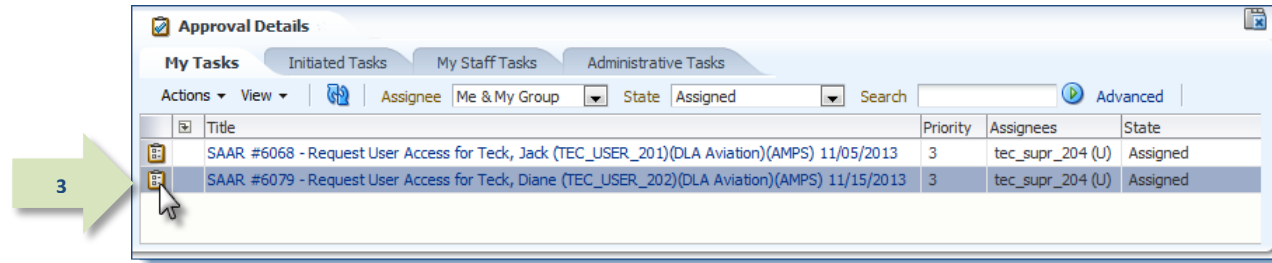 Approval Details
My Tasks Initiated Tasks My Staff Tasks Administrative Tasks
Actions View Assignee Me & My Group State Assigned Search Advanced
Title Priority Assignees State
SAAR #6068 - Request User Access for Teck, Jack (TEC_USER_201)(DLA Aviation)(AMPS) 11/05/2013 3 tec_supr_204 (U) Assigned
3 SAAR #6079 - Request User Access for Teck, Diane (TEC_USER_202)(DLA Aviation)(AMPS) 11/15/2013 3 tec_supr_204 (U) Assigned